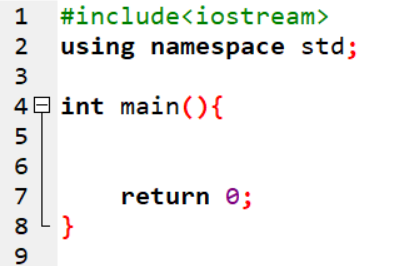 1 #include<iostream>
2 using namespace std;
3
4 int main(){
5
6
7 return 0;
8 }
9